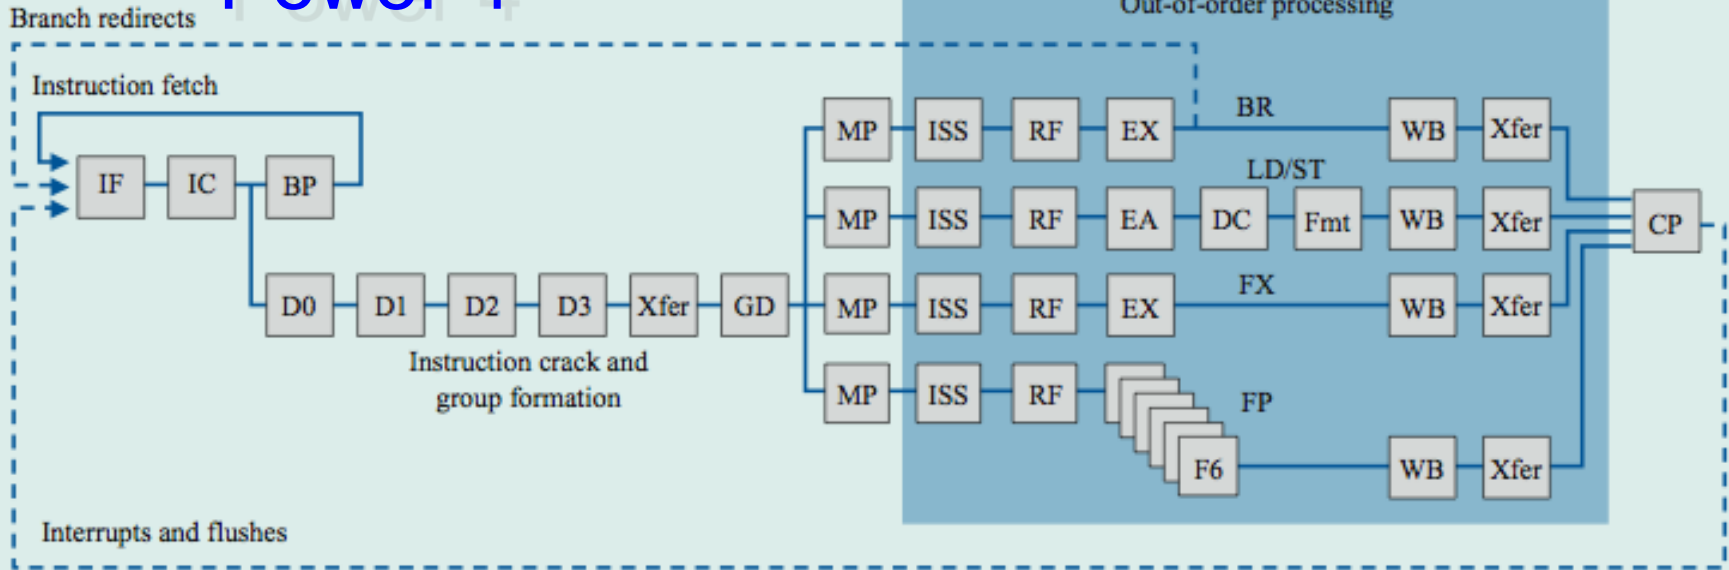 Power 4
Out-of-order processing
Branch redirects
Instruction fetch
IF IC BP
MP ISS RF EX BR WB Xfer
LD/ST
MP ISS RF EA DC Fmt WB Xfer
CP
D0 D1 D2 D3 Xfer GD MP ISS RF EX FX WB Xfer
Instruction crack and
group formation
MP ISS RF FP
F6 WB Xfer
Interrupts and flushes